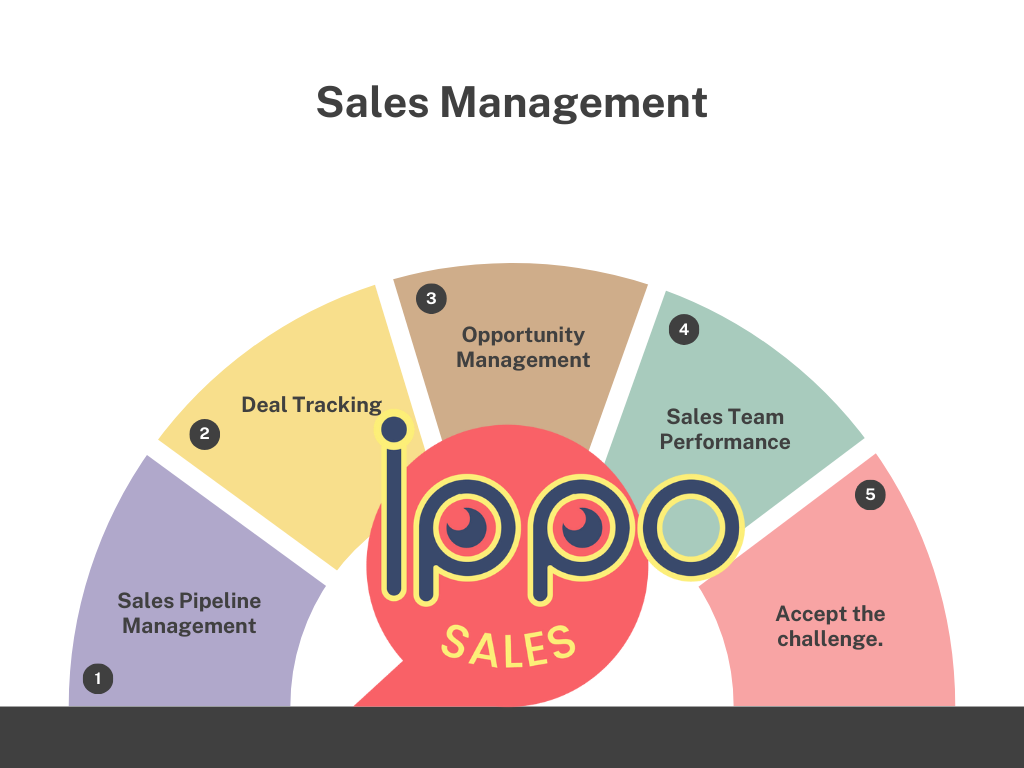 Sales Management
1
Sales Pipeline
Management
2
Deal Tracking
3
Opportunity
Management
4
Sales Team
Performance
5
Accept the
challenge.
Ippo
SALES